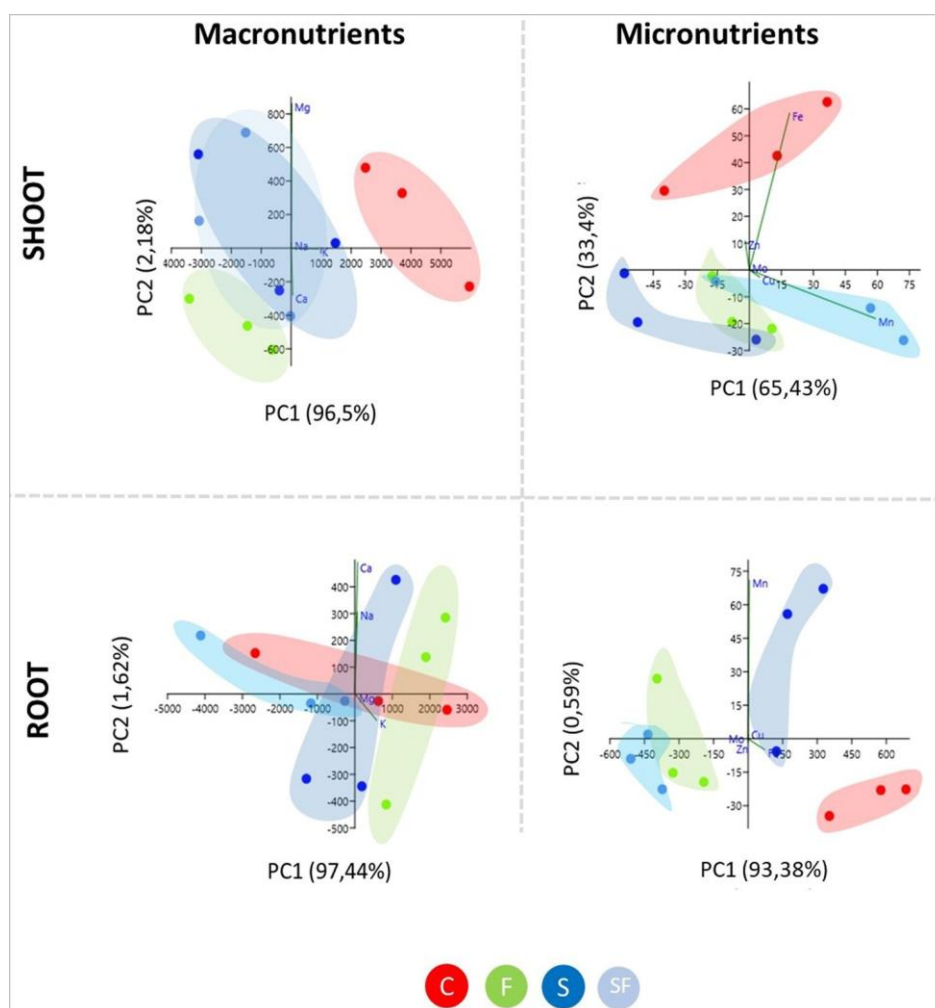 Macronutrients
Micronutrients
SHOOT
PC2 (2,18%)
800
600
400
200
-200
-400
-600
4000 -3000 -2000 -1000 1000 2000 3000 4000 5000
Mg
Na
K
Ca
PC1 (96,5%)
PC2 (33,4%)
60
50
40
30
20
10
-10
-20
-30
-45 -30 -15 15 30 45 60 75
Fe
Zn
Mo
Cu
Mn
PC1 (65,43%)
ROOT
PC2 (1,62%)
400
300
200
100
-100
-200
-300
-400
-500
-5000 -4000 -3000 -2000 -1000 1000 2000 3000
Ca
Na
Mg
K
PC1 (97,44%)
PC2 (0,59%)
75
60
45
30
15
-15
-30
-600 -450 -300 -150 150 300 450 600
Mn
Cu
Mo
Zn
PC1 (93,38%)
C F S SF